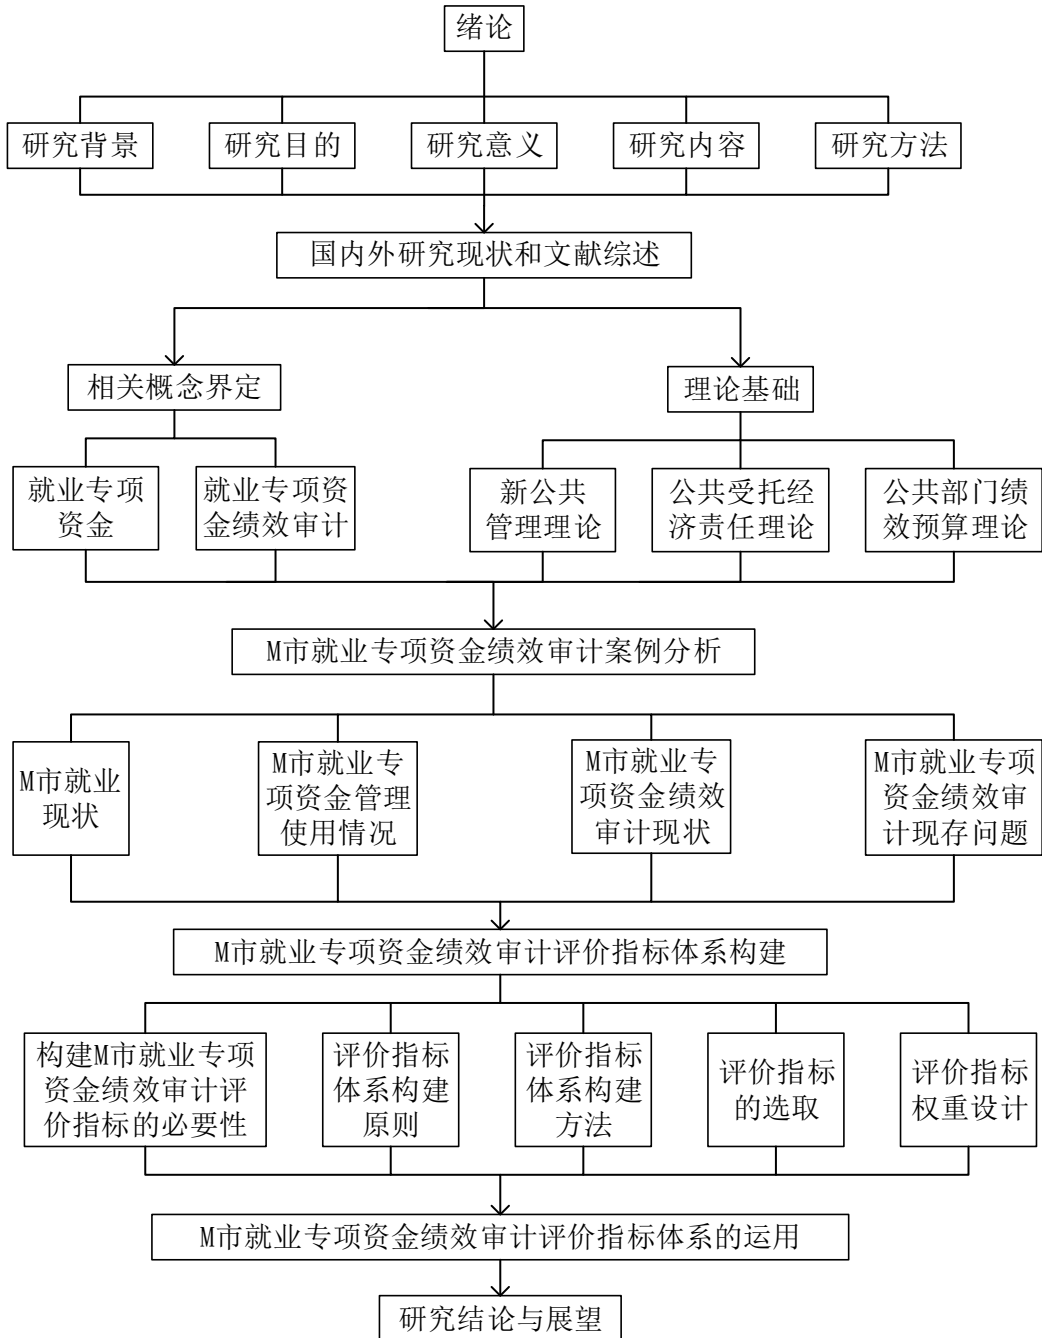 绪论
研究背景
研究目的
研究意义
研究内容
研究方法
国内外研究现状和文献综述
相关概念界定
理论基础
就业专项
资金
就业专项资
金绩效审计
新公共
管理理论
公共受托经
济责任理论
公共部门绩
效预算理论
M市就业专项资金绩效审计案例分析
M市就业
现状
M市就业专
项资金管理
使用情况
M市就业专
项资金绩效
审计现状
M市就业专项
资金绩效审
计现存问题
M市就业专项资金绩效审计评价指标体系构建
构建M市就业专项
资金绩效审计评
价指标的必要性
评价指标
体系构建
原则
评价指标
体系构建
方法
评价指标
的选取
评价指标
权重设计
M市就业专项资金绩效审计评价指标体系的运用
研究结论与展望